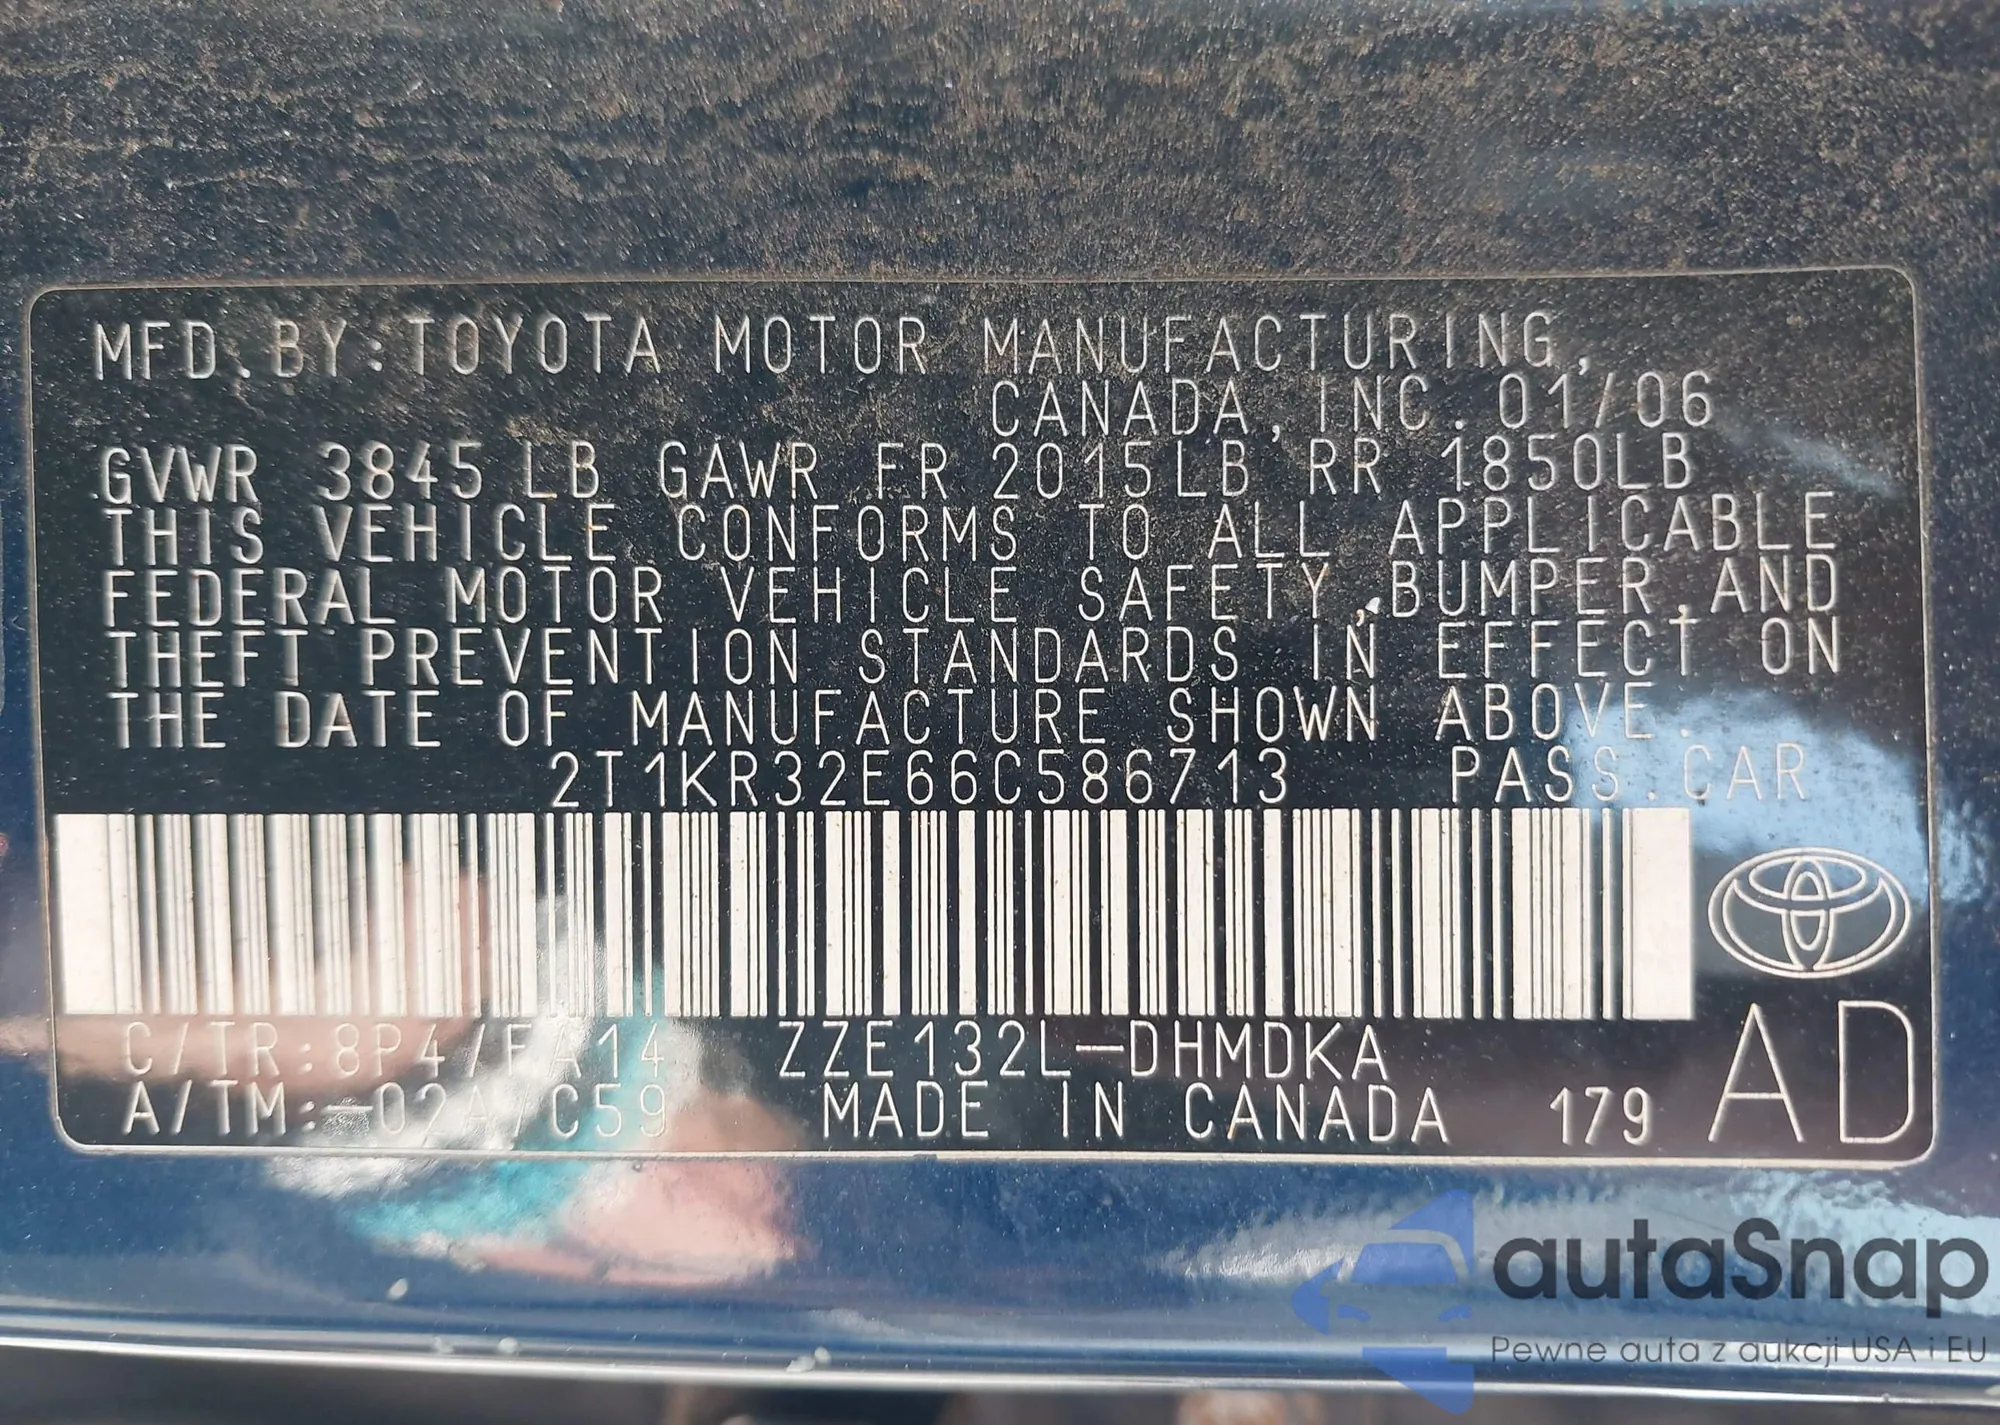 MFD.BY:TOYOTA MOTOR MANUFACTURING,
CANADA,INC. 01/06
GVWR 3845 LB GAWR FR 2015LB RR 1850LB
THIS VEHICLE CONFORMS TO ALL APPLICABLE
FEDERAL MOTOR VEHICLE SAFETY,BUMPER,AND
THEFT PREVENTION STANDARDS IN EFFECT ON
THE DATE OF MANUFACTURE SHOWN ABOVE.
2T1KR32E66C586713 PASS.CAR
C/TR:8P4/FA14 ZZE132L-DHMDKA
A/TM:-02A/C59 MADE IN CANADA 179
AD
autaSnap
Pewne auta z aukcji USA i EU